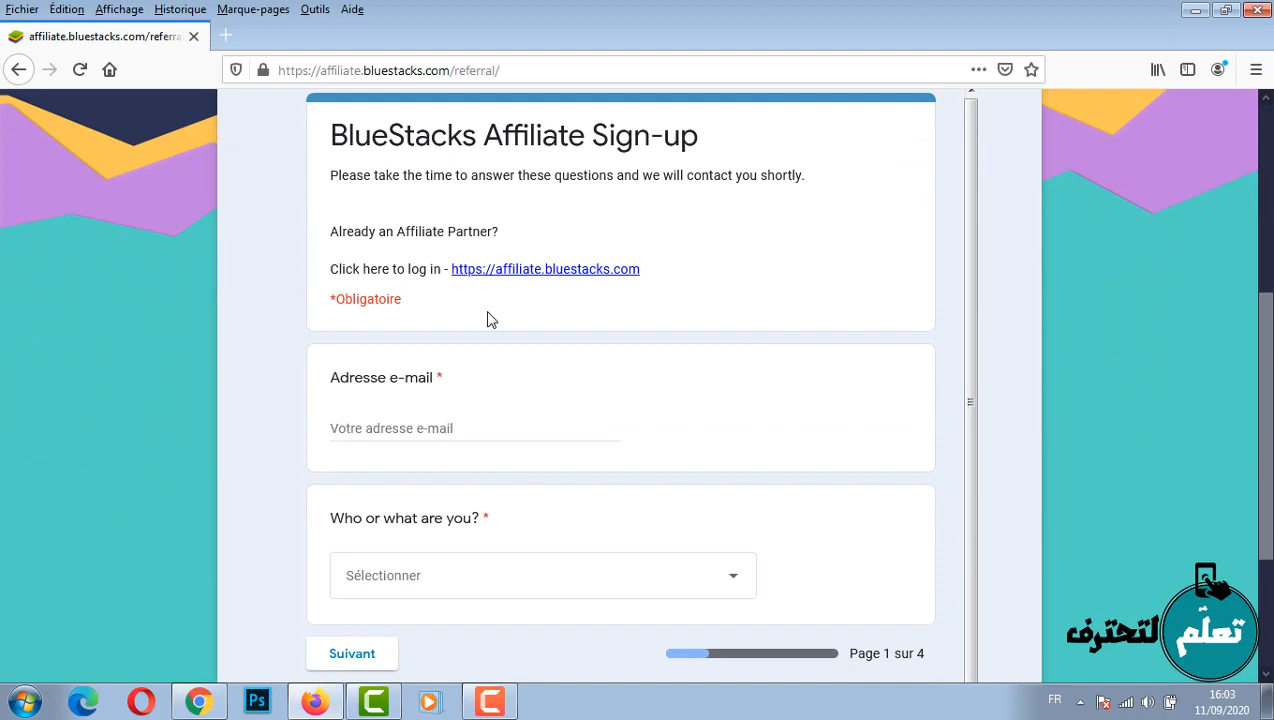 Fichier Édition Affichage Historique Marque-pages Outils Aide
affiliate.bluestacks.com/referra
https://affiliate.bluestacks.com/referral/
BlueStacks Affiliate Sign-up
Please take the time to answer these questions and we will contact you shortly.
Already an Affiliate Partner?
Click here to log in - https://affiliate.bluestacks.com
*Obligatoire
Adresse e-mail *
Votre adresse e-mail
Who or what are you? *
Sélectionner
Suivant
Page 1 sur 4
تعلّم لتحترف
Ps
FR
16:03
11/09/2020